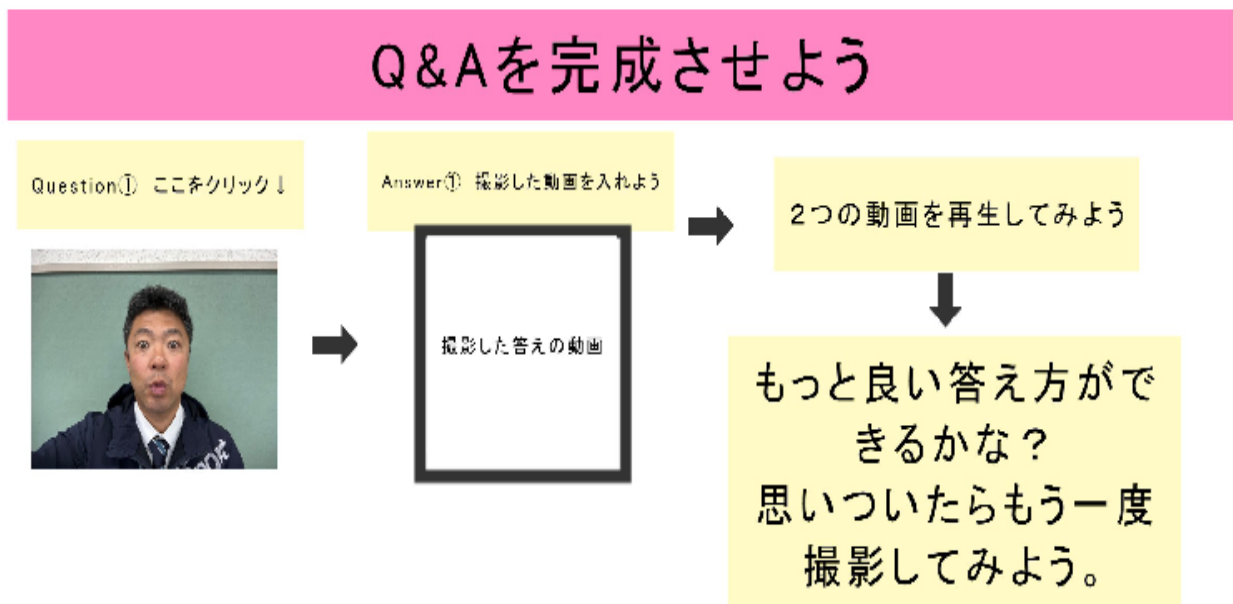 Q&Aを完成させよう
Question① ここをクリック↓
Answer① 撮影した動画を入れよう
撮影した答えの動画
2つの動画を再生してみよう
もっと良い答え方がで
きるかな？
思いついたらもう一度
撮影してみよう。